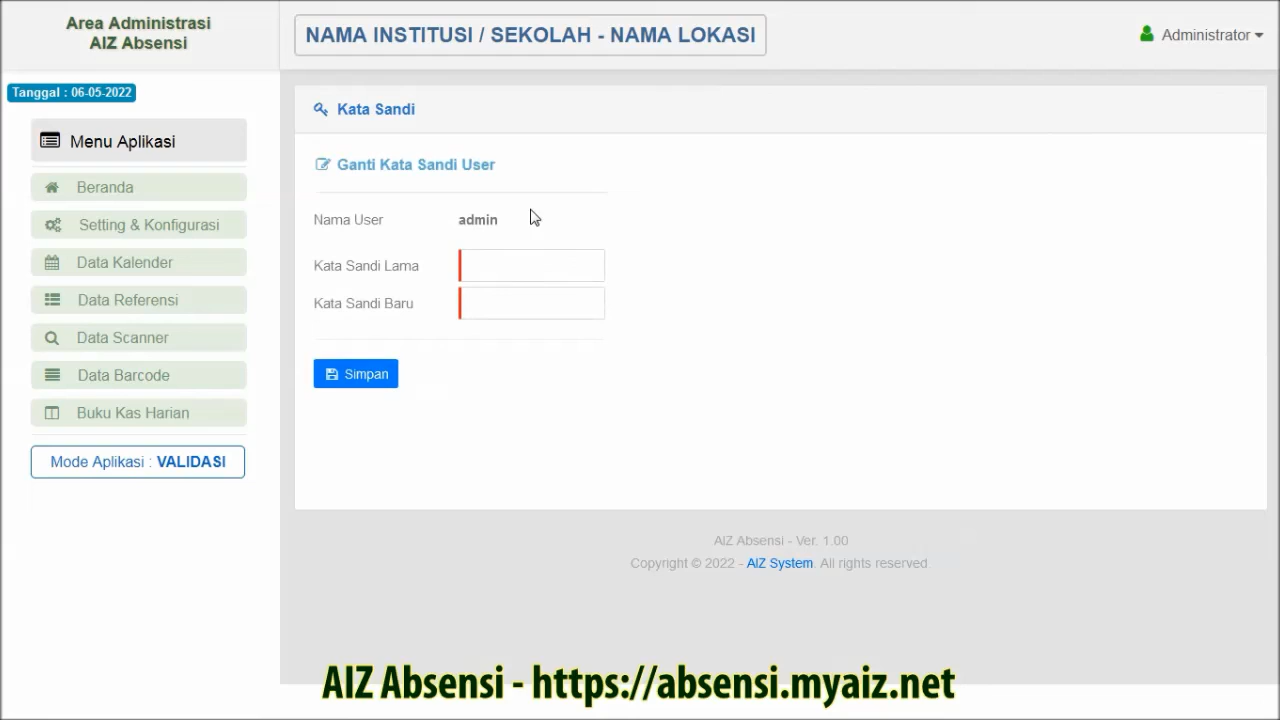 Area Administrasi
AIZ Absensi
NAMA INSTITUSI / SEKOLAH - NAMA LOKASI
Administrator
Tanggal : 06-05-2022
Menu Aplikasi
Beranda
Setting & Konfigurasi
Data Kalender
Data Referensi
Data Scanner
Data Barcode
Buku Kas Harian
Mode Aplikasi : VALIDASI
Kata Sandi
Ganti Kata Sandi User
Nama User admin
Kata Sandi Lama
Kata Sandi Baru
Simpan
AIZ Absensi - Ver. 1.00
Copyright © 2022 - AIZ System. All rights reserved
AIZ Absensi - https://absensi.myaiz.net